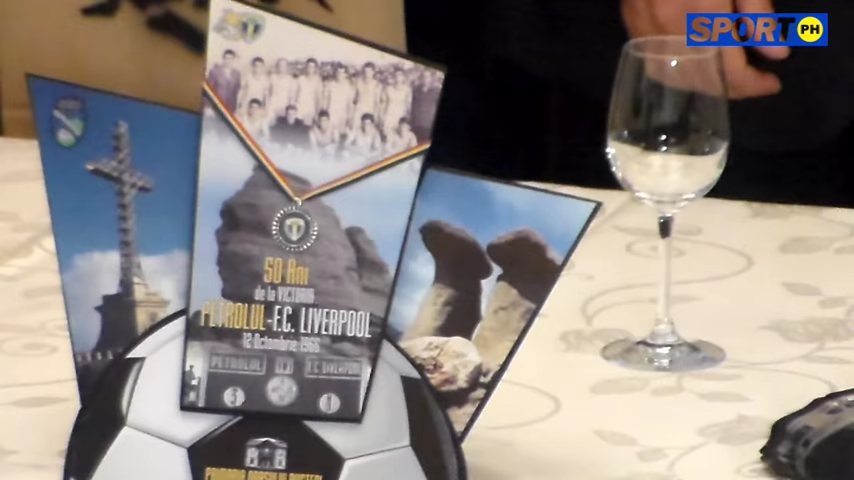 SPORT PH
50 Ani
de la VICTORIA
PETROLUL-F.C. LIVERPOOL
12 Octombrie 1966
PETROLUL F.C LIVERPOOL
3 1